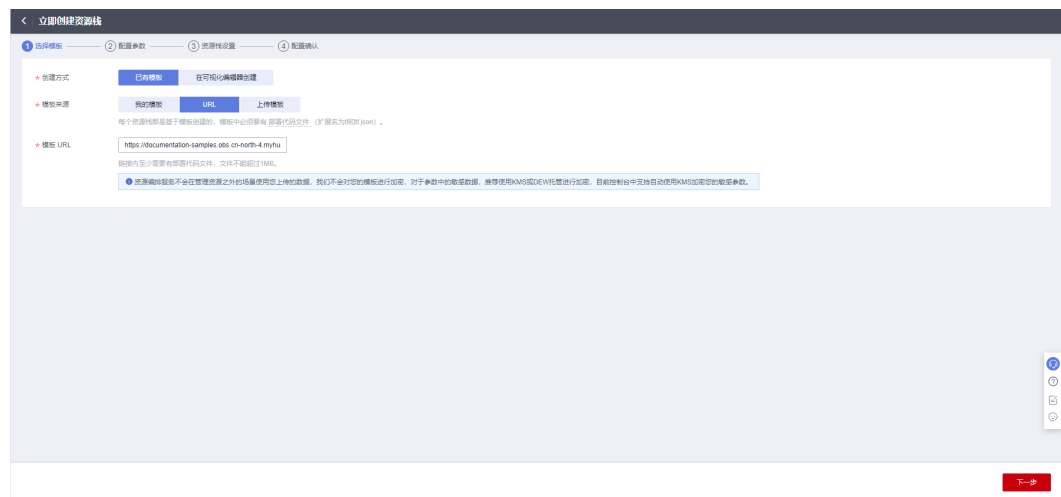 立即创建资源栈
1 选择模板 2 配置参数 3 资源栈设置 4 配置确认
* 创建方式 已有模板 在可视化编辑器创建
* 模板来源 我的模板 URL 上传模板
每个资源栈都是基于模板创建的，模板中必须要有 部署代码文件 （扩展名为tf和tf.json）。
* 模板 URL https://documentation-samples.obs.cn-north-4.myhu
链接内至少需要有部署代码文件，文件不能超过1MB。
资源编排服务不会在管理资源之外的场景使用您上传的数据，我们不会对您的模板进行加密，对于参数中的敏感数据，推荐使用KMS或DEW托管进行加密，目前控制台中支持自动使用KMS加密您的敏感参数。
下一步